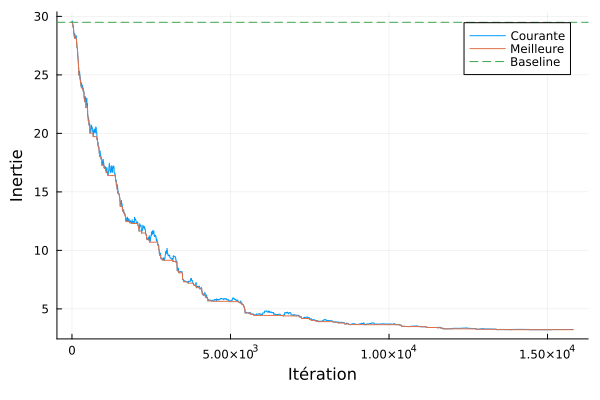 30
25
20
15
10
5
Inertie
Courante
Meilleure
Baseline
0
5.00×10³
1.00×10⁴
1.50×10⁴
Itération